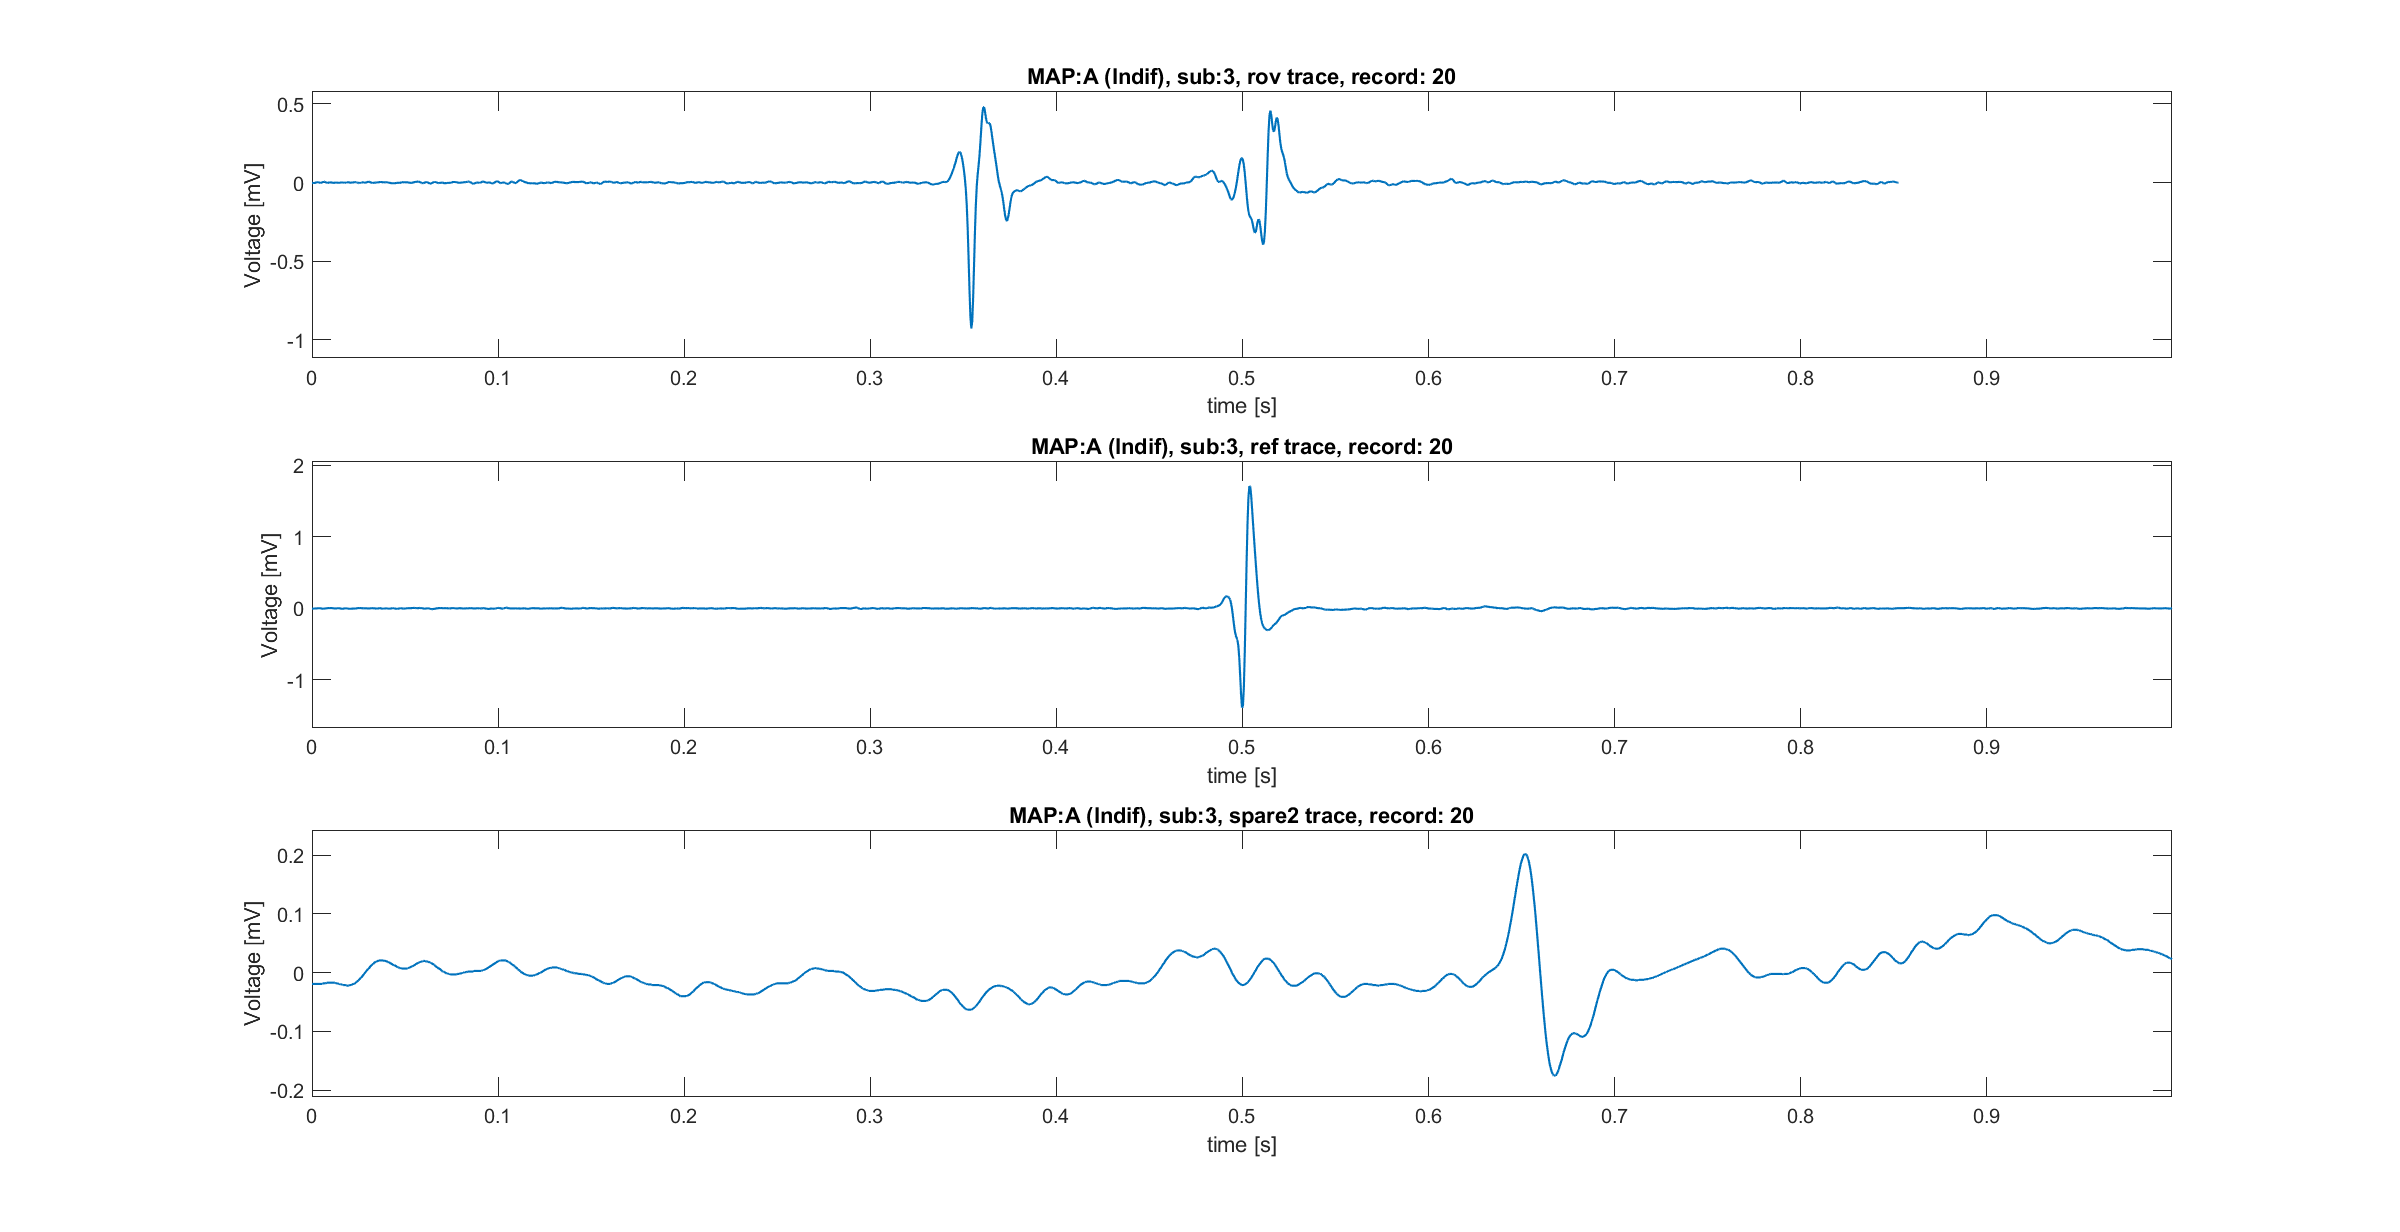 MAP:A (Indif), sub:3, rov trace, record: 20
Voltage [mV]
0.5
0
-0.5
-1
0 0.1 0.2 0.3 0.4 0.5 0.6 0.7 0.8 0.9
time [s]
MAP:A (Indif), sub:3, ref trace, record: 20
Voltage [mV]
2
1
0
-1
0 0.1 0.2 0.3 0.4 0.5 0.6 0.7 0.8 0.9
time [s]
MAP:A (Indif), sub:3, spare2 trace, record: 20
Voltage [mV]
0.2
0.1
0
-0.1
-0.2
0 0.1 0.2 0.3 0.4 0.5 0.6 0.7 0.8 0.9
time [s]